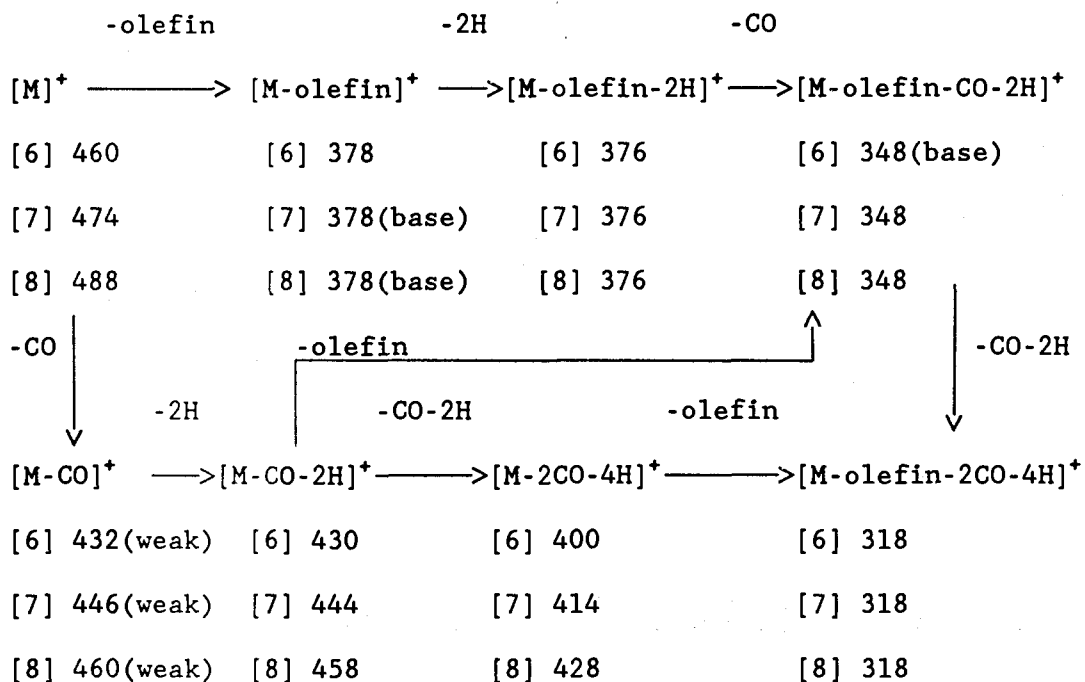 -olefin -2H -CO
[M]⁺ ———> [M-olefin]⁺ ——>[M-olefin-2H]⁺ ——>[M-olefin-CO-2H]⁺
[6] 460 [6] 378 [6] 376 [6] 348(base)
[7] 474 [7] 378(base) [7] 376 [7] 348
[8] 488 [8] 378(base) [8] 376 [8] 348
-CO -olefin -CO-2H
-2H -CO-2H -olefin
[M-CO]⁺ ——>[M-CO-2H]⁺ ——>[M-2CO-4H]⁺ ——>[M-olefin-2CO-4H]⁺
[6] 432(weak) [6] 430 [6] 400 [6] 318
[7] 446(weak) [7] 444 [7] 414 [7] 318
[8] 460(weak) [8] 458 [8] 428 [8] 318